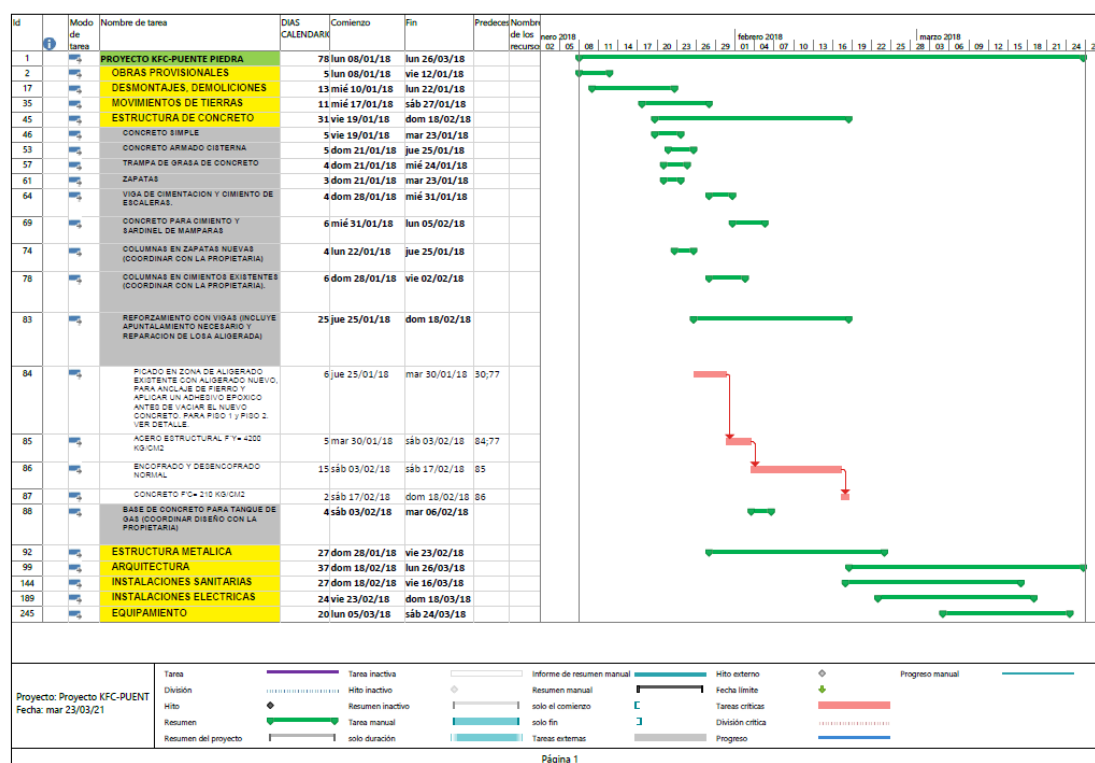 Id Modo de tarea Nombre de tarea DIAS CALENDARIO Comienzo Fin Predeces Nombre de los recursos
nero 2018 febrero 2018 marzo 2018
02 05 08 11 14 17 20 23 26 29 01 04 07 10 13 16 19 22 25 28 03 06 09 12 15 18 21 24 2
1 PROYECTO KFC-PUENTE PIEDRA 78 lun 08/01/18 lun 26/03/18
2 OBRAS PROVISIONALES 5 lun 08/01/18 vie 12/01/18
17 DESMONTAJES, DEMOLICIONES 13 mié 10/01/18 lun 22/01/18
35 MOVIMIENTOS DE TIERRAS 11 mié 17/01/18 sáb 27/01/18
45 ESTRUCTURA DE CONCRETO 31 vie 19/01/18 dom 18/02/18
46 CONCRETO SIMPLE 5 vie 19/01/18 mar 23/01/18
53 CONCRETO ARMADO CISTERNA 5 dom 21/01/18 jue 25/01/18
57 TRAMPA DE GRASA DE CONCRETO 4 dom 21/01/18 mié 24/01/18
61 ZAPATAS 3 dom 21/01/18 mar 23/01/18
64 VIGA DE CIMENTACION Y CIMIENTO DE 4 dom 28/01/18 mié 31/01/18
ESCALERAS.
69 CONCRETO PARA CIMIENTO Y 6 mié 31/01/18 lun 05/02/18
SARDINEL DE MAMPARAS
74 COLUMNAS EN ZAPATAS NUEVAS 4 lun 22/01/18 jue 25/01/18
(COORDINAR CON LA PROPIETARIA)
78 COLUMNAS EN CIMIENTOS EXISTENTES 6 dom 28/01/18 vie 02/02/18
(COORDINAR CON LA PROPIETARIA).
83 REFORZAMIENTO CON VIGAS (INCLUYE 25 jue 25/01/18 dom 18/02/18
APUNTALAMIENTO NECESARIO Y
REPARACION DE LOSA ALIGERADA)
84 PICADO EN ZONA DE ALIGERADO 6 jue 25/01/18 mar 30/01/18 30;77
EXISTENTE CON ALIGERADO NUEVO,
PARA ANCLAJE DE FIERRO Y
APLICAR UN ADHESIVO EPOXICO
ANTES DE VACIAR EL NUEVO
CONCRETO. PARA PISO 1 y PISO 2.
VER DETALLE.
85 ACERO ESTRUCTURAL F'Y= 4200 5 mar 30/01/18 sáb 03/02/18 84;77
KG/CM2
86 ENCOFRADO Y DESENCOFRADO 15 sáb 03/02/18 sáb 17/02/18 85
NORMAL
87 CONCRETO F'C= 210 KG/CM2 2 sáb 17/02/18 dom 18/02/18 86
88 BASE DE CONCRETO PARA TANQUE DE 4 sáb 03/02/18 mar 06/02/18
GAS (COORDINAR DISEÑO CON LA
PROPIETARIA)
92 ESTRUCTURA METALICA 27 dom 28/01/18 vie 23/02/18
99 ARQUITECTURA 37 dom 18/02/18 lun 26/03/18
144 INSTALACIONES SANITARIAS 27 dom 18/02/18 vie 16/03/18
189 INSTALACIONES ELECTRICAS 24 vie 23/02/18 dom 18/03/18
245 EQUIPAMIENTO 20 lun 05/03/18 sáb 24/03/18
Proyecto: Proyecto KFC-PUENT
Fecha: mar 23/03/21
Tarea Tarea inactiva Informe de resumen manual Hito externo Progreso manual
División Hito inactivo Resumen manual Fecha límite
Hito Resumen inactivo solo el comienzo Tareas críticas
Resumen Tarea manual solo fin División crítica
Resumen del proyecto solo duración Tareas externas Progreso
Página 1